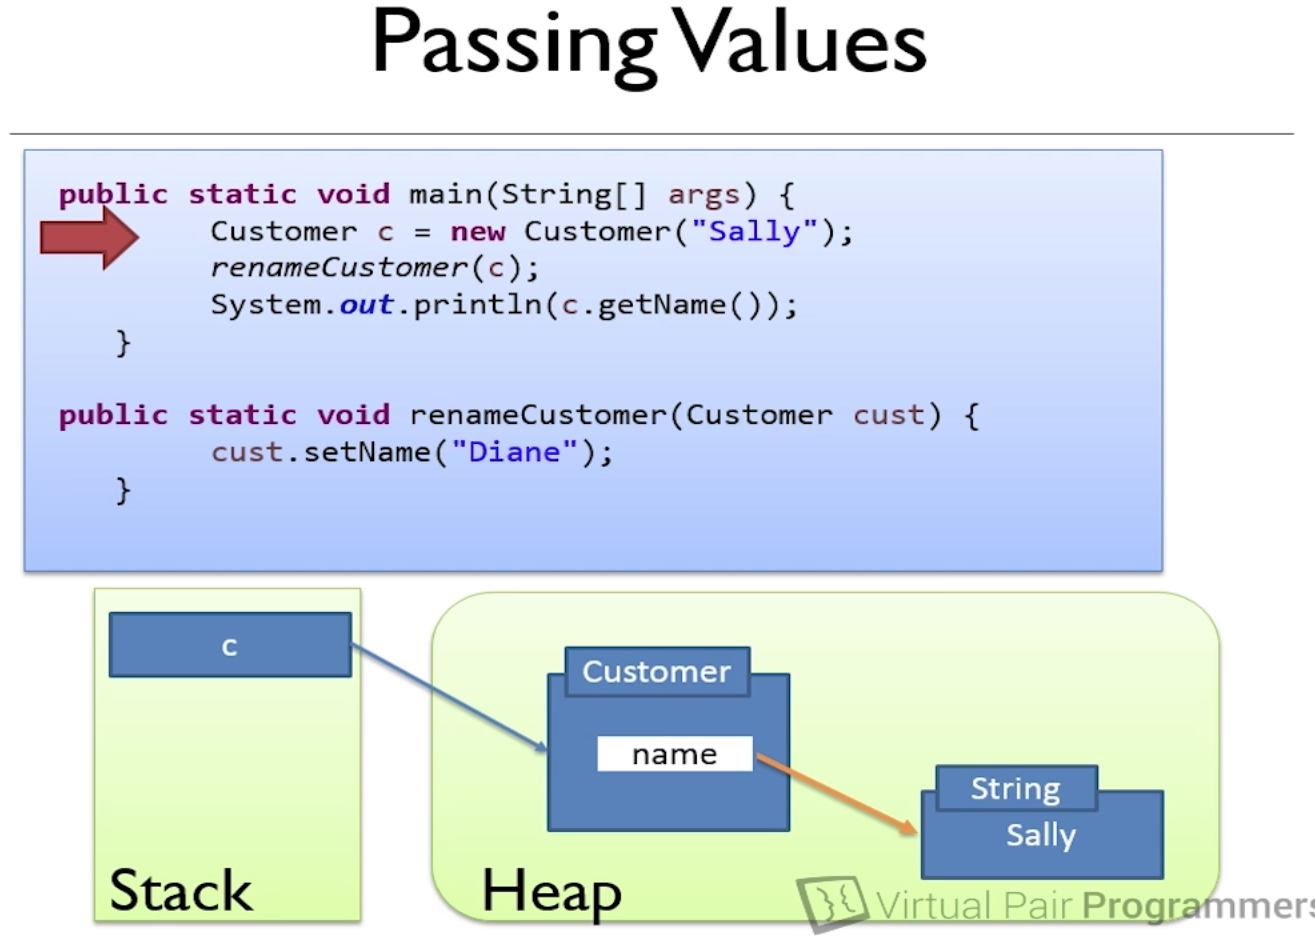 Passing Values
public static void main(String[] args) {
Customer c = new Customer("Sally");
renameCustomer(c);
System.out.println(c.getName());
}
public static void renameCustomer(Customer cust) {
cust.setName("Diane");
}
c
Customer
name
String
Sally
Stack
Heap
Virtual Pair Programmers